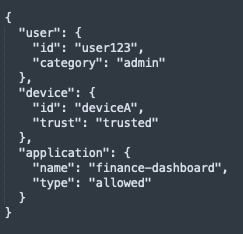 {
  "user": {
    "id": "user123",
    "category": "admin"
  },
  "device": {
    "id": "deviceA",
    "trust": "trusted"
  },
  "application": {
    "name": "finance-dashboard",
    "type": "allowed"
  }
}